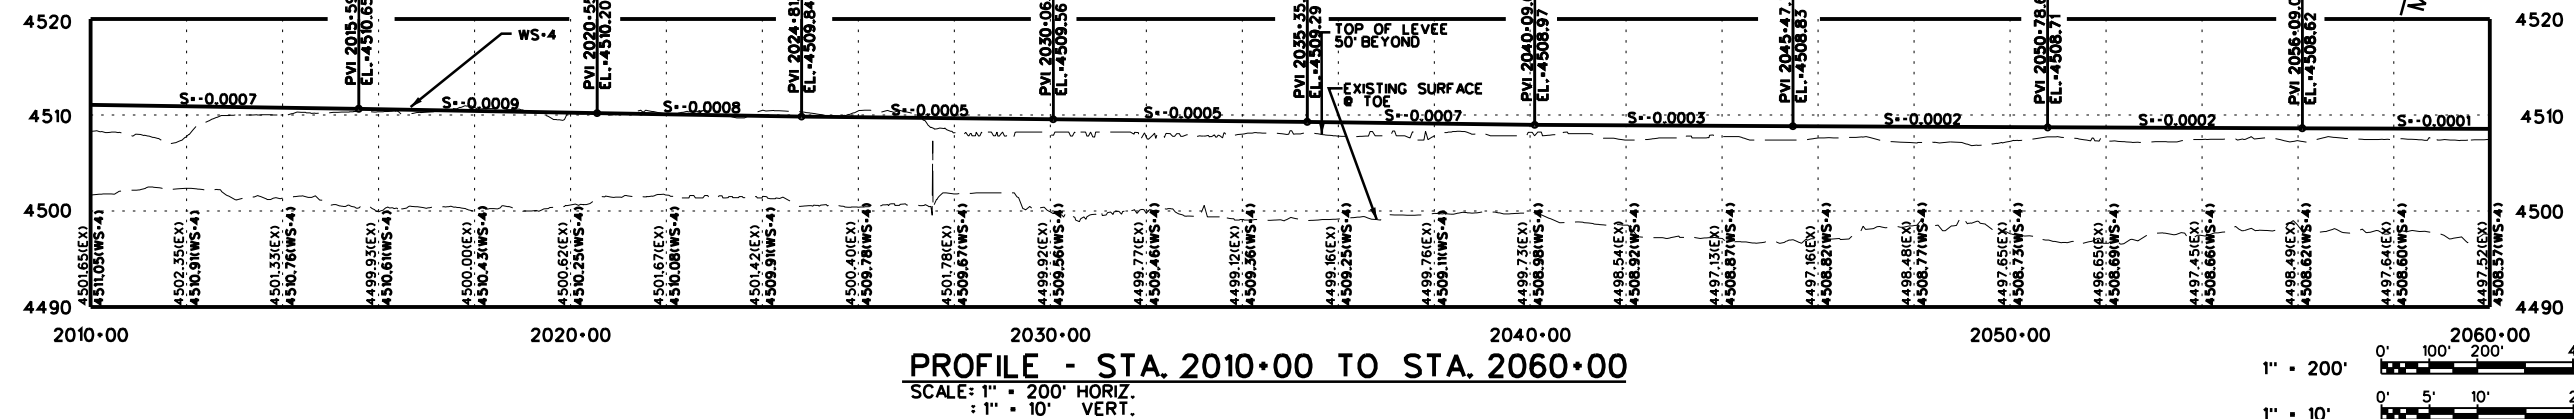 4520
4520
PVI 2015+59
EL.=4510.65
PVI 2020+55
EL.=4510.20
PVI 2024+81
EL.=4509.84
PVI 2030+06
EL.=4509.56
PVI 2035+35.
EL.=4509.29
PVI 2040+09.
EL.=4508.97
PVI 2045+47.
EL.=4508.83
PVI 2050+78.
EL.=4508.71
PVI 2056+09.
EL.=4508.62
WS-4
TOP OF LEVEE
50' BEYOND
EXISTING SURFACE
@ TOE
S=-0.0007
S=-0.0009
S=-0.0008
S=-0.0005
S=-0.0005
S=-0.0007
S=-0.0003
S=-0.0002
S=-0.0002
S=-0.0001
4510
4510
4500
4500
4501.65(EX)
4511.05(WS-4)
4502.35(EX)
4510.91(WS-4)
4501.33(EX)
4510.76(WS-4)
4499.93(EX)
4510.61(WS-4)
4500.00(EX)
4510.43(WS-4)
4500.62(EX)
4510.25(WS-4)
4501.67(EX)
4510.08(WS-4)
4501.42(EX)
4509.91(WS-4)
4500.40(EX)
4509.78(WS-4)
4501.78(EX)
4509.67(WS-4)
4499.92(EX)
4509.56(WS-4)
4499.77(EX)
4509.46(WS-4)
4499.12(EX)
4509.36(WS-4)
4499.16(EX)
4509.25(WS-4)
4499.76(EX)
4509.11(WS-4)
4499.73(EX)
4508.98(WS-4)
4498.54(EX)
4508.92(WS-4)
4497.13(EX)
4508.87(WS-4)
4497.16(EX)
4508.82(WS-4)
4498.48(EX)
4508.77(WS-4)
4497.65(EX)
4508.73(WS-4)
4496.65(EX)
4508.69(WS-4)
4497.45(EX)
4508.66(WS-4)
4498.49(EX)
4508.62(WS-4)
4497.64(EX)
4508.60(WS-4)
4497.52(EX)
4508.57(WS-4)
4490
4490
2010+00
2020+00
2030+00
2040+00
2050+00
2060+00
PROFILE - STA. 2010+00 TO STA. 2060+00
SCALE: 1" = 200' HORIZ.
: 1" = 10' VERT.
0' 100' 200'
1" = 200'
0' 5' 10'
1" = 10'